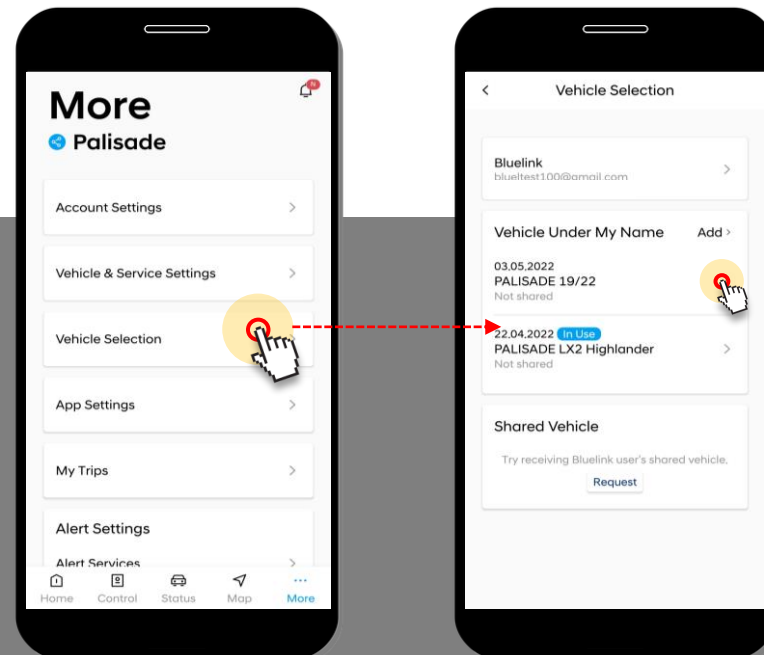 More
Palisade
N
Account Settings
Vehicle & Service Settings
Vehicle Selection
App Settings
My Trips
Alert Settings
Alert Services
Home Control Status Map More
Vehicle Selection
Bluelink
blueltest100@gmail.com
Vehicle Under My Name Add
03.05.2022
PALISADE 19/22
Not shared
22.04.2022 In Use
PALISADE LX2 Highlander
Not shared
Shared Vehicle
Try receiving Bluelink user's shared vehicle.
Request